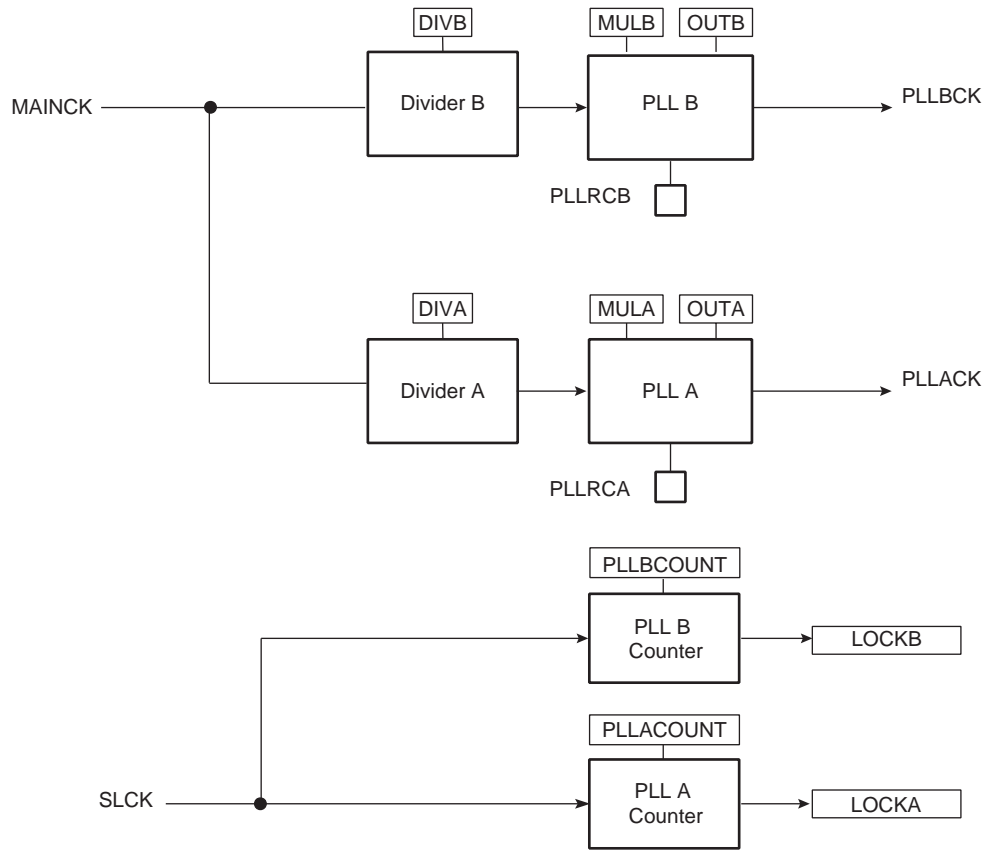 DIVB
MULB
OUTB
MAINCK
Divider B
PLL B
PLLBCK
PLLRCB
DIVA
MULA
OUTA
Divider A
PLL A
PLLACK
PLLRCA
PLLBCOUNT
PLL B
Counter
LOCKB
PLLACOUNT
SLCK
PLL A
Counter
LOCKA